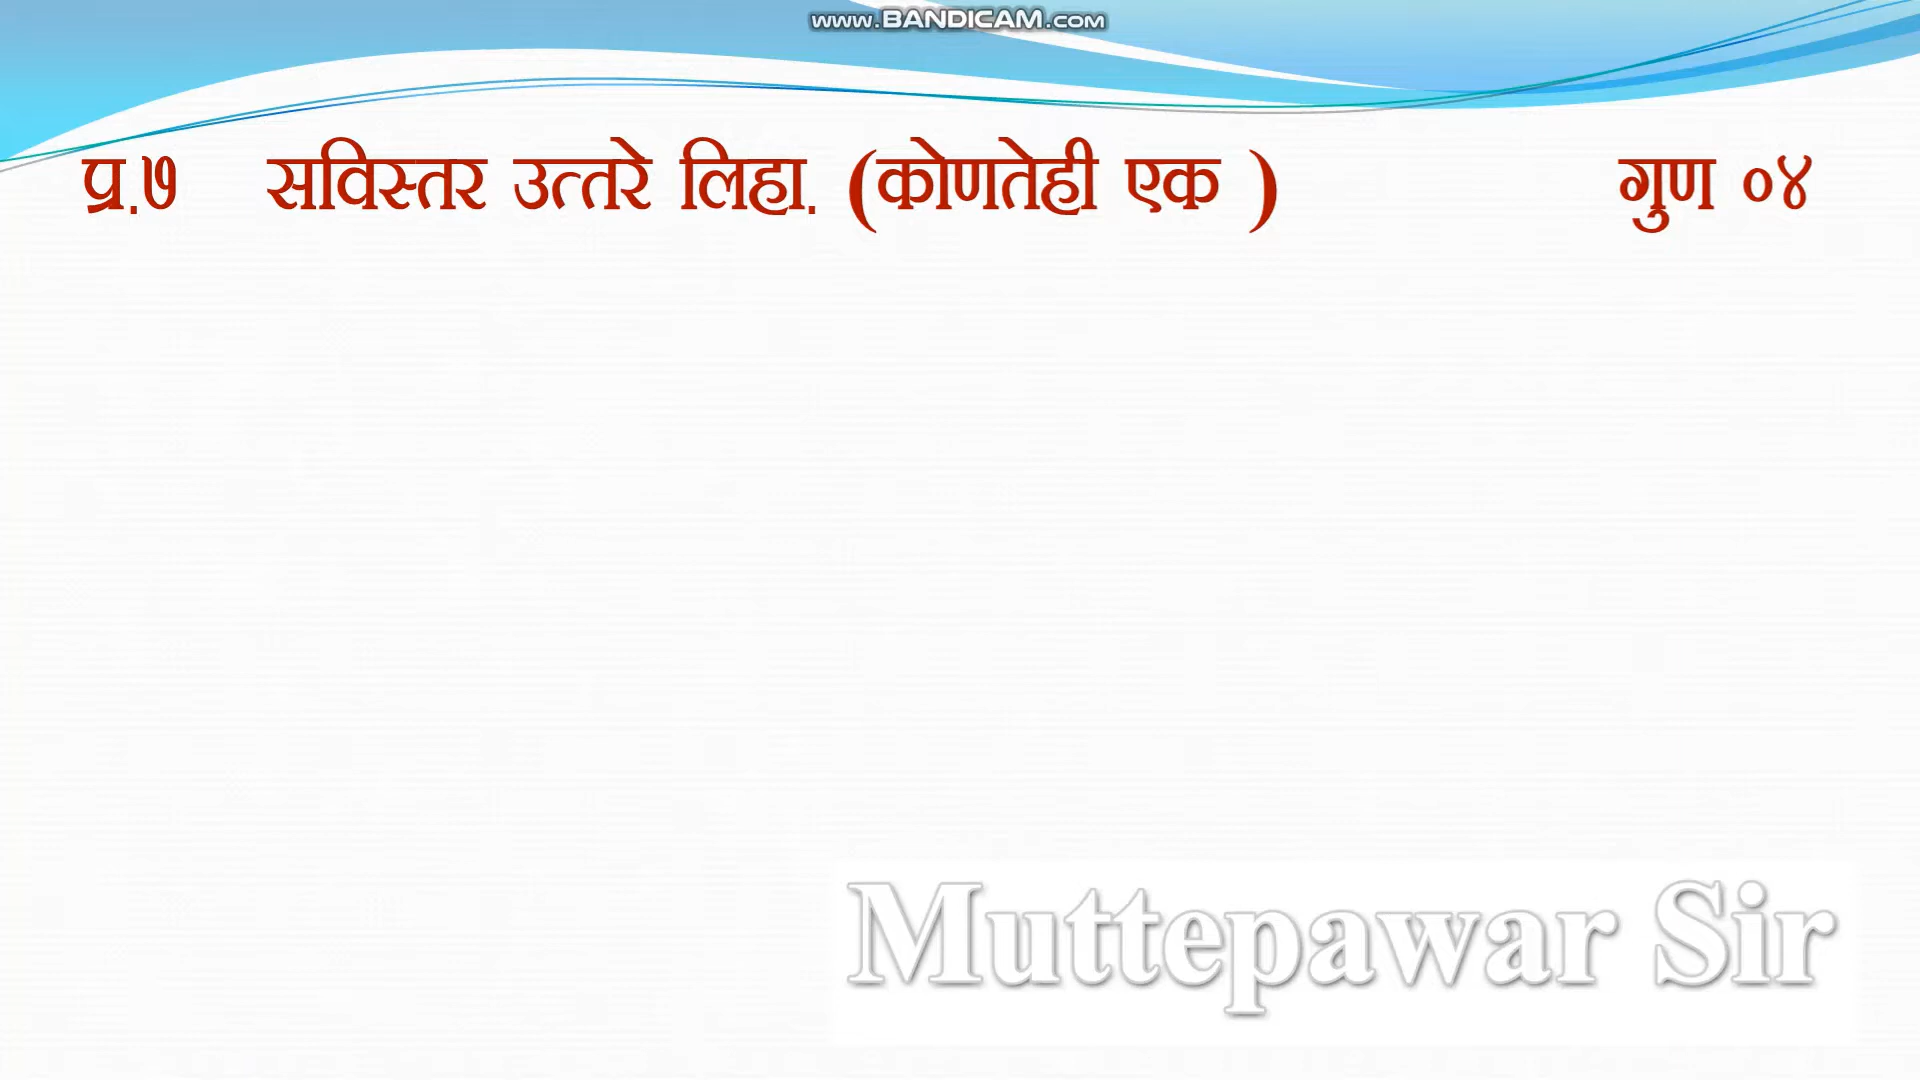 www.BANDICAM.com
प्र.७ सविस्तर उत्तरे लिहा. (कोणतेही एक ) गुण ०४
Muttepawar Sir